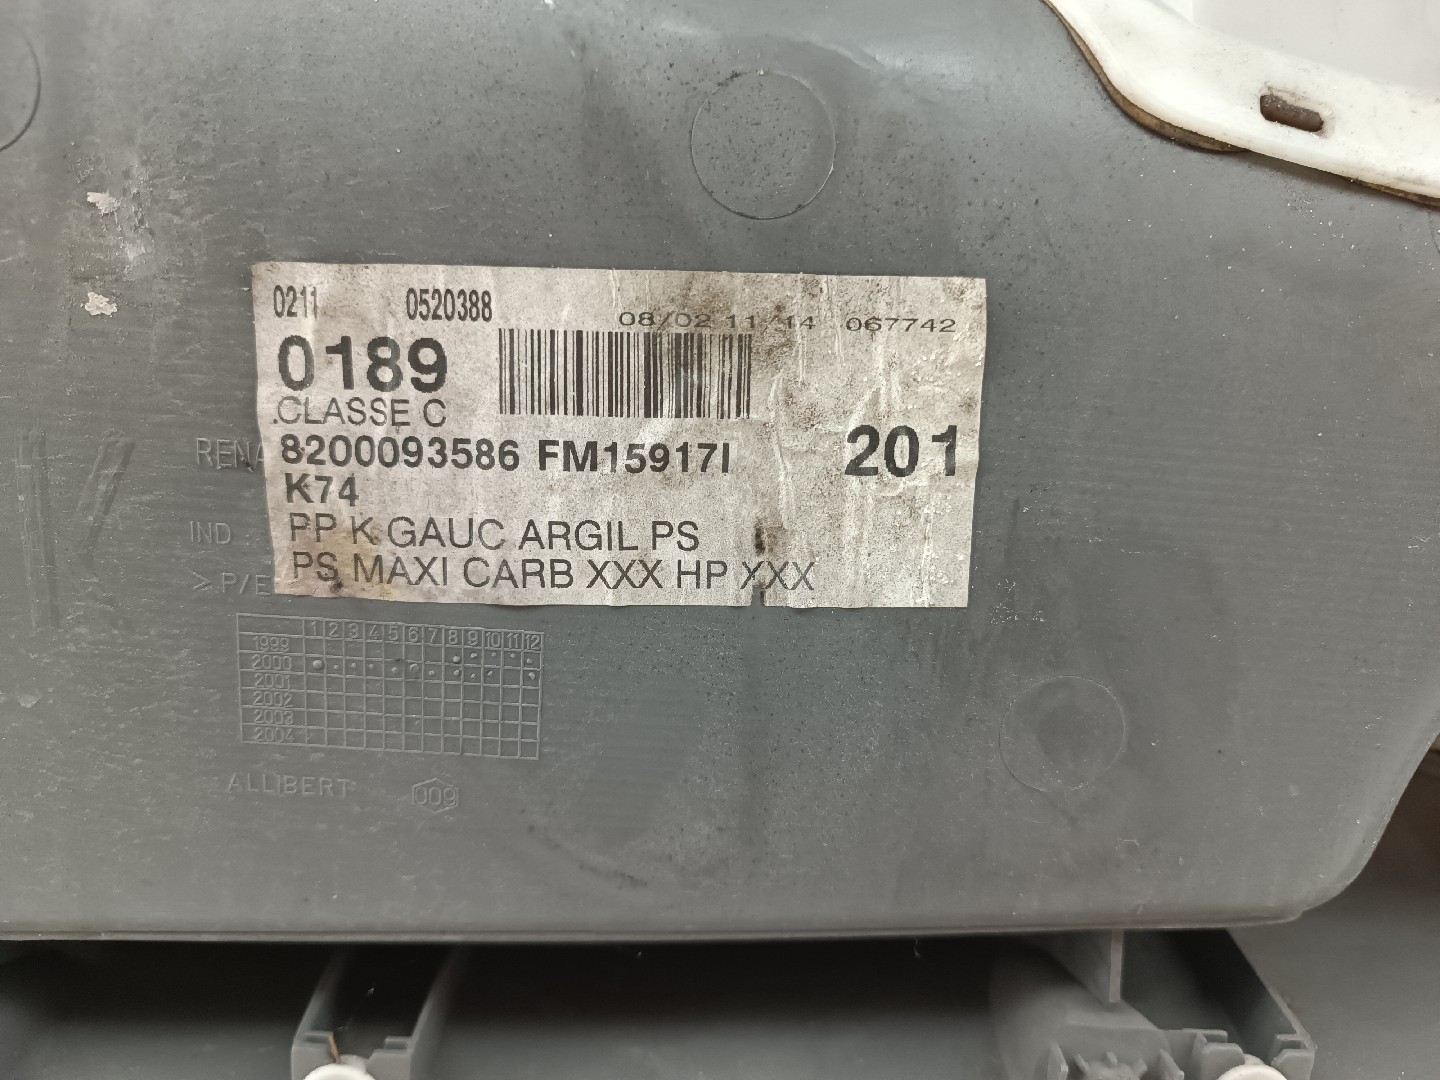 0211 0520388
08/02 11/14 067742
0189
CLASSE C
8200093586 FM15917I 201
K74
PP K GAUC ARGIL PS
PS MAXI CARB XXX HP XXX
RENA
IND
>P/E
1 2 3 4 5 6 7 8 9 10 11 12
1999
2000
2001
2002
2003
2004
ALLIBERT 009